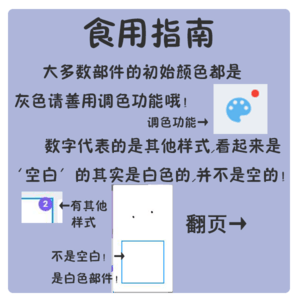 食用指南
大多数部件的初始颜色都是
灰色请善用调色功能哦！
调色功能→
数字代表的是其他样式,看起来是
‘空白’的其实是白色的,并不是空的！
2
←有其他
样式
翻页→
不是空白！→
是白色部件！